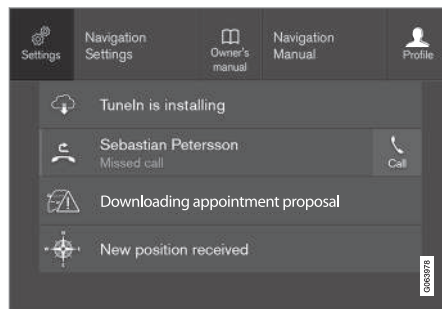 Settings
Navigation
Settings
Owner's
manual
Navigation
Manual
Profile
TuneIn is installing
Sebastian Petersson
Missed call
Call
Downloading appointment proposal
New position received
G063978